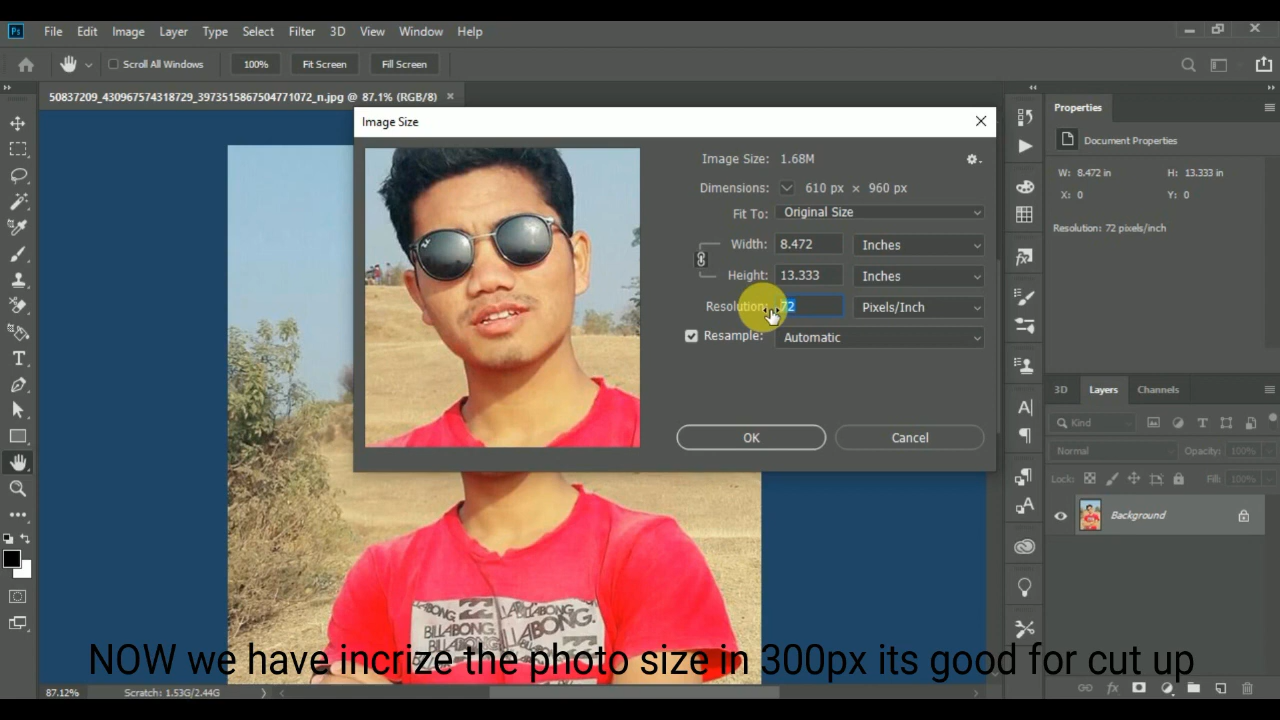 Ps File Edit Image Layer Type Select Filter 3D View Window Help
Scroll All Windows 100% Fit Screen Fill Screen
50837209_430967574318729_3973515867504771072_n.jpg @ 87.1% (RGB/8)
Image Size
Image Size: 1.68M
Dimensions: 610 px × 960 px
Fit To: Original Size
Width: 8.472 Inches
Height: 13.333 Inches
Resolution: 72 Pixels/Inch
Resample: Automatic
OK Cancel
Properties
Document Properties
W: 8.472 in H: 13.333 in
X: 0 Y: 0
Resolution: 72 pixels/inch
3D Layers Channels
Kind
Normal Opacity: 100%
Lock: Fill: 100%
Background
BILLABONG
BILLABONG.
NOW we have incrize the photo size in 300px its good for cut up
87.12% Scratch: 1.53G/2.44G